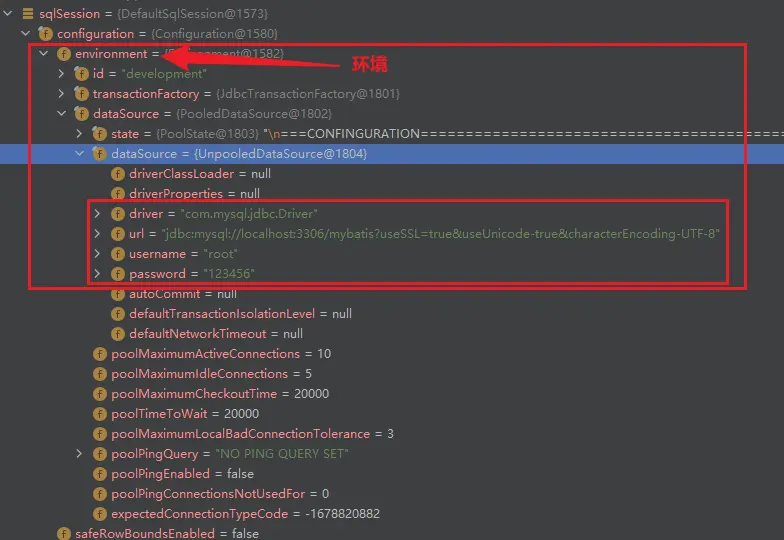 sqlSession = {DefaultSqlSession@1573}
configuration = {Configuration@1580}
environment = 1582}
环境
id = "development"
transactionFactory = {JdbcTransactionFactory@1801}
dataSource = {PooledDataSource@1802}
state = {PoolState@1803} "\n===CONFINGURATION========================================
dataSource = {UnpooledDataSource@1804}
driverClassLoader = null
driverProperties = null
driver = "com.mysql.jdbc.Driver"
url = "jdbc:mysql://localhost:3306/mybatis?useSSL=true&useUnicode-true&characterEncoding-UTF-8"
username = "root"
password = "123456"
autoCommit = null
defaultTransactionIsolationLevel = null
defaultNetworkTimeout = null
poolMaximumActiveConnections = 10
poolMaximumIdleConnections = 5
poolMaximumCheckoutTime = 20000
poolTimeToWait = 20000
poolMaximumLocalBadConnectionTolerance = 3
poolPingQuery = "NO PING QUERY SET"
poolPingEnabled = false
poolPingConnectionsNotUsedFor = 0
expectedConnectionTypeCode = -1678820882
safeRowBoundsEnabled = false